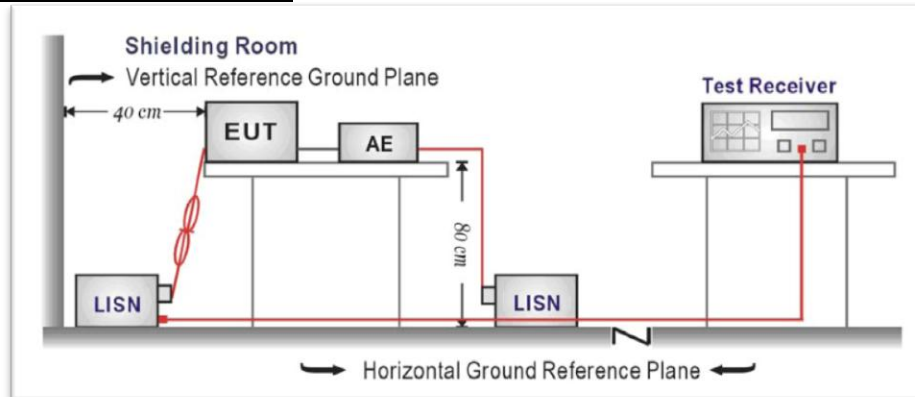 Shielding Room
Vertical Reference Ground Plane
Test Receiver
40 cm
EUT
AE
80 cm
LISN
LISN
Horizontal Ground Reference Plane